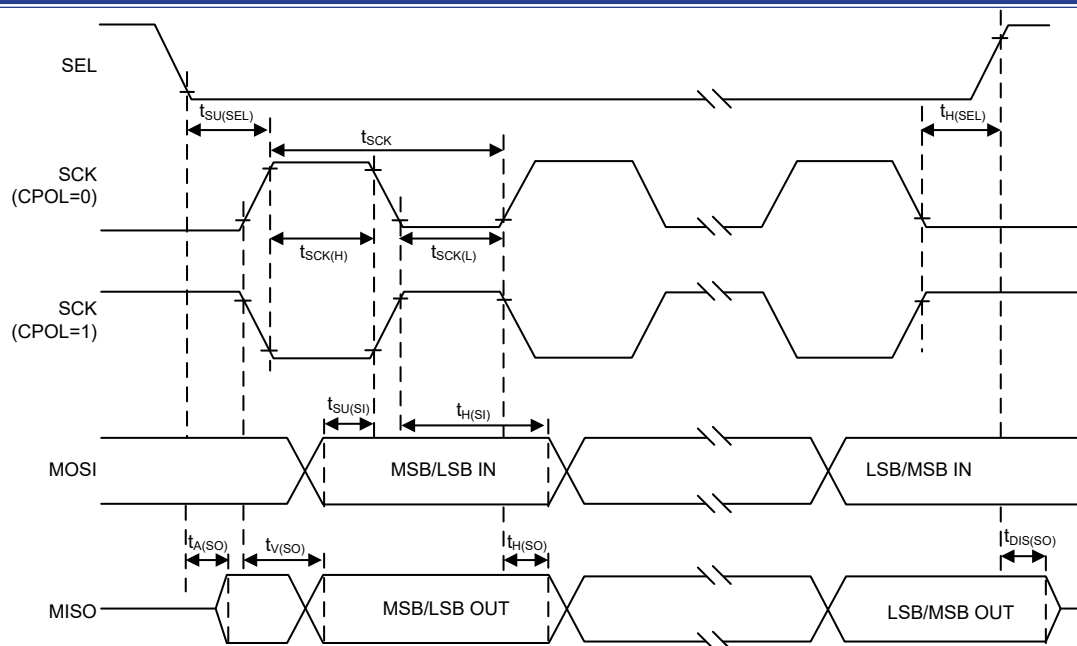 SEL
tSU(SEL)
tH(SEL)
tSCK
SCK
(CPOL=0)
tSCK(H)
tSCK(L)
SCK
(CPOL=1)
tSU(SI)
tH(SI)
MOSI
MSB/LSB IN
LSB/MSB IN
tA(SO)
tV(SO)
tH(SO)
tDIS(SO)
MISO
MSB/LSB OUT
LSB/MSB OUT